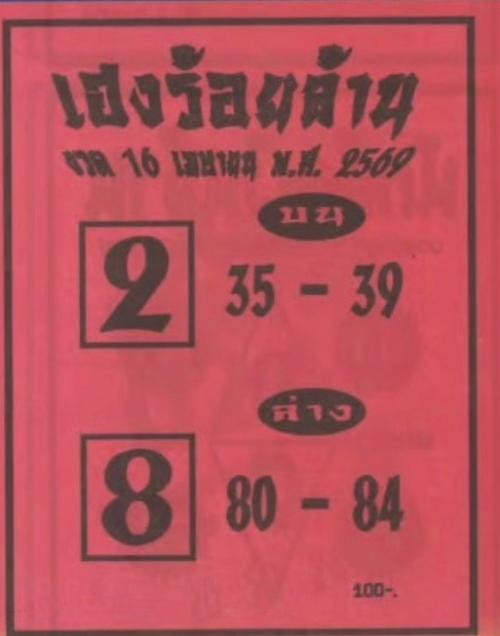 เฮงร้อยล้าน
งวด 16 เมษายน พ.ศ. 2569
บน
2 35 - 39
ล่าง
8 80 - 84
100-.